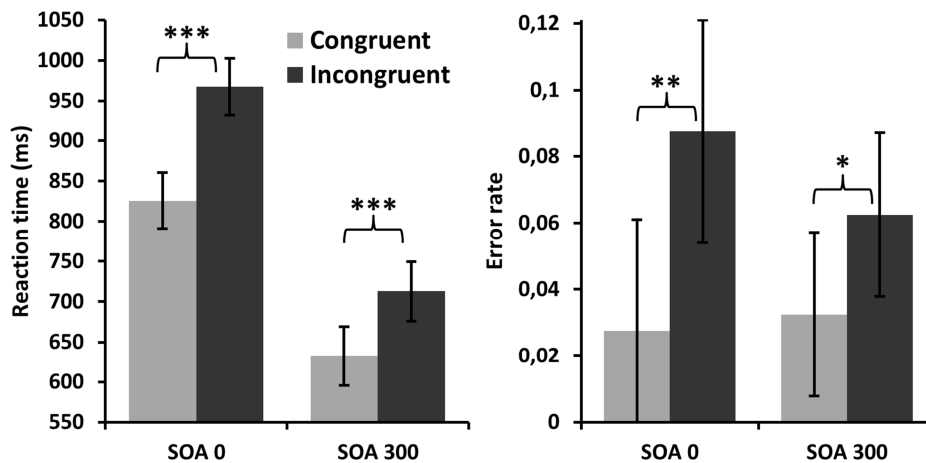 Reaction time (ms)
1050
1000
950
900
850
800
750
700
650
600
550
***
***
Congruent
Incongruent
SOA 0
SOA 300
Error rate
0,12
0,1
0,08
0,06
0,04
0,02
0
**
*
SOA 0
SOA 300